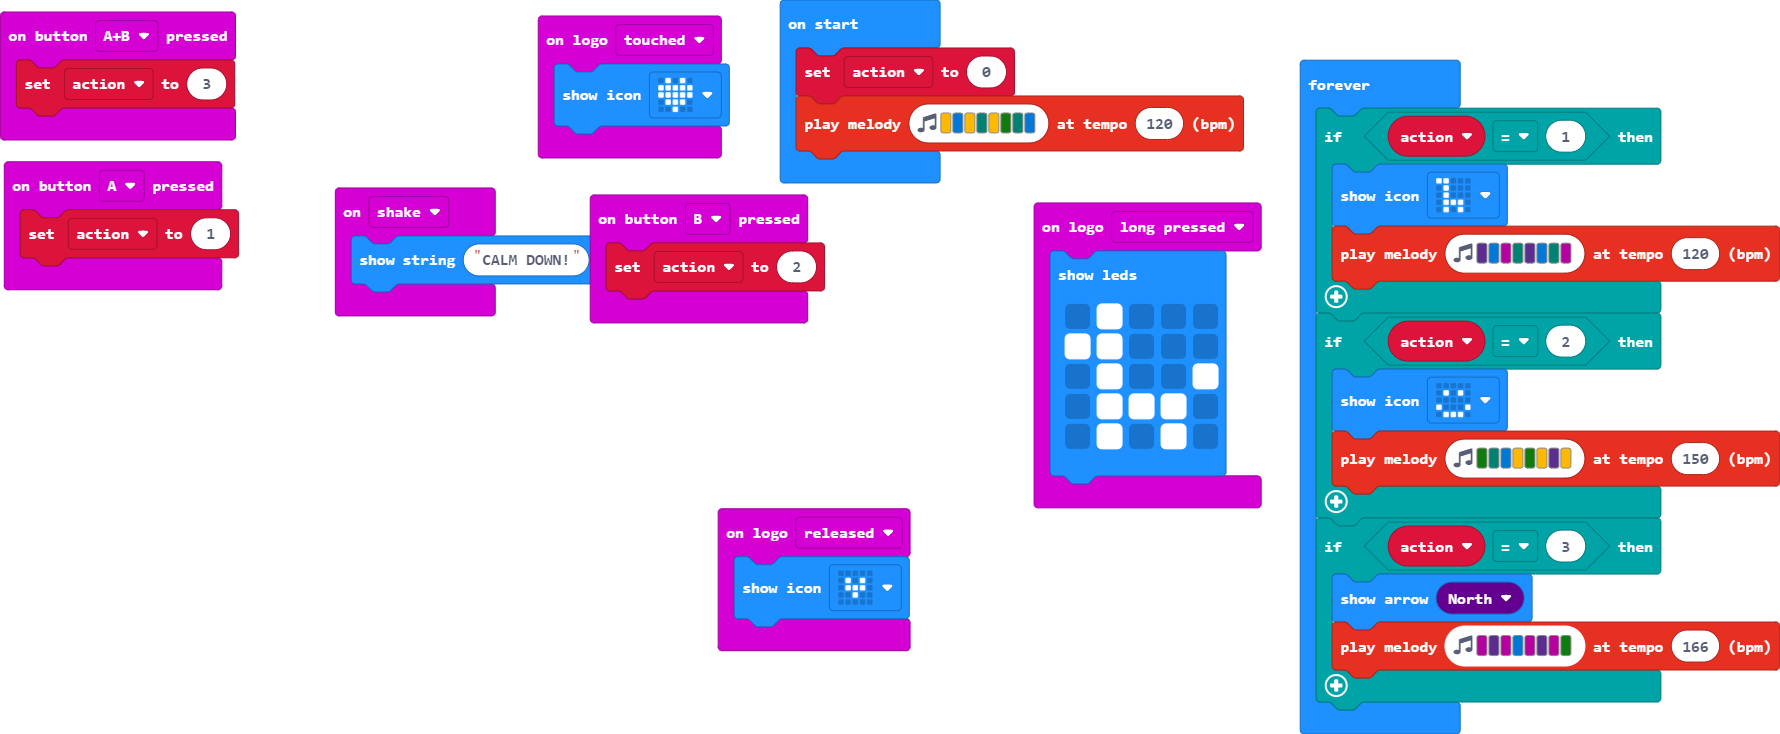 on button A+B pressed
set action to 3
on button A pressed
set action to 1
on shake
show string "CALM DOWN!"
on logo touched
show icon
on button B pressed
set action to 2
on start
set action to 0
play melody at tempo 120 (bpm)
on logo long pressed
show leds
on logo released
show icon
forever
if action = 1 then
show icon
play melody at tempo 120 (bpm)
if action = 2 then
show icon
play melody at tempo 150 (bpm)
if action = 3 then
show arrow North
play melody at tempo 166 (bpm)